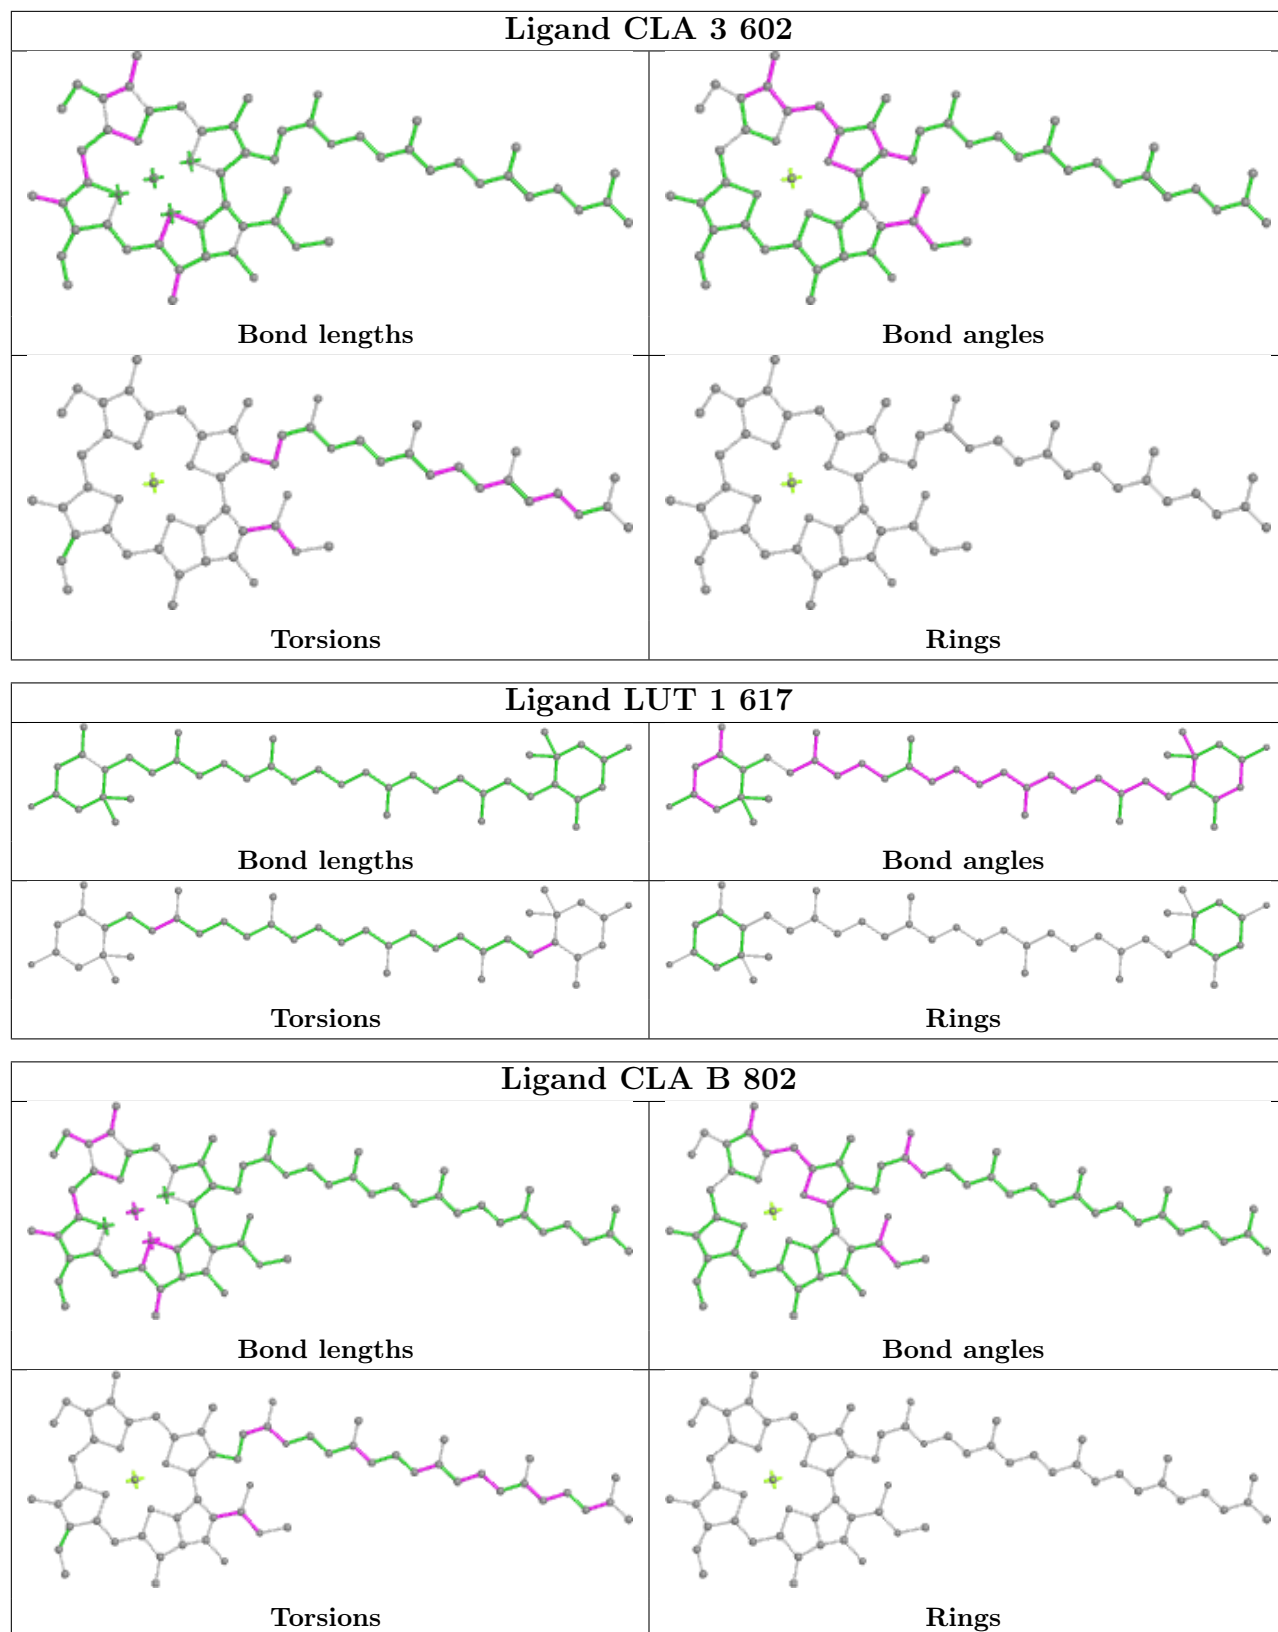 Ligand CLA 3 602
Bond lengths
Bond angles
Torsions
Rings
Ligand LUT 1 617
Bond lengths
Bond angles
Torsions
Rings
Ligand CLA B 802
Bond lengths
Bond angles
Torsions
Rings